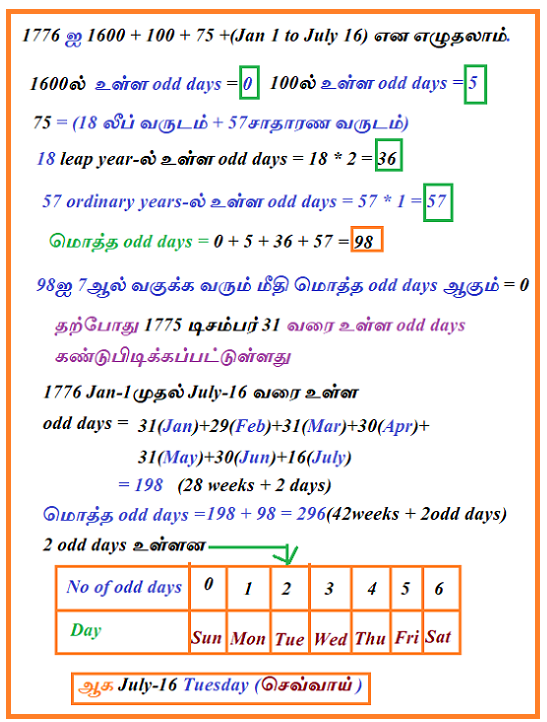 1776 ஐ 1600 + 100 + 75 +(Jan 1 to July 16) என எழுதலாம்.
1600ல் உள்ள odd days = 0 100ல் உள்ள odd days = 5
75 = (18 லீப் வருடம் + 57சாதாரண வருடம்)
18 leap year-ல் உள்ள odd days = 18 * 2 = 36
57 ordinary years-ல் உள்ள odd days = 57 * 1 = 57
மொத்த odd days = 0 + 5 + 36 + 57 = 98
98ஐ 7ஆல் வகுக்க வரும் மீதி மொத்த odd days ஆகும் = 0
தற்போது 1775 டிசம்பர் 31 வரை உள்ள odd days
கண்டுபிடிக்கப்பட்டுள்ளது
1776 Jan-1முதல் July-16 வரை உள்ள
odd days = 31(Jan)+29(Feb)+31(Mar)+30(Apr)+
31(May)+30(Jun)+16(July)
= 198 (28 weeks + 2 days)
மொத்த odd days =198 + 98 = 296(42weeks + 2odd days)
2 odd days உள்ளன
No of odd days 0 1 2 3 4 5 6
Day Sun Mon Tue Wed Thu Fri Sat
ஆக July-16 Tuesday (செவ்வாய் )